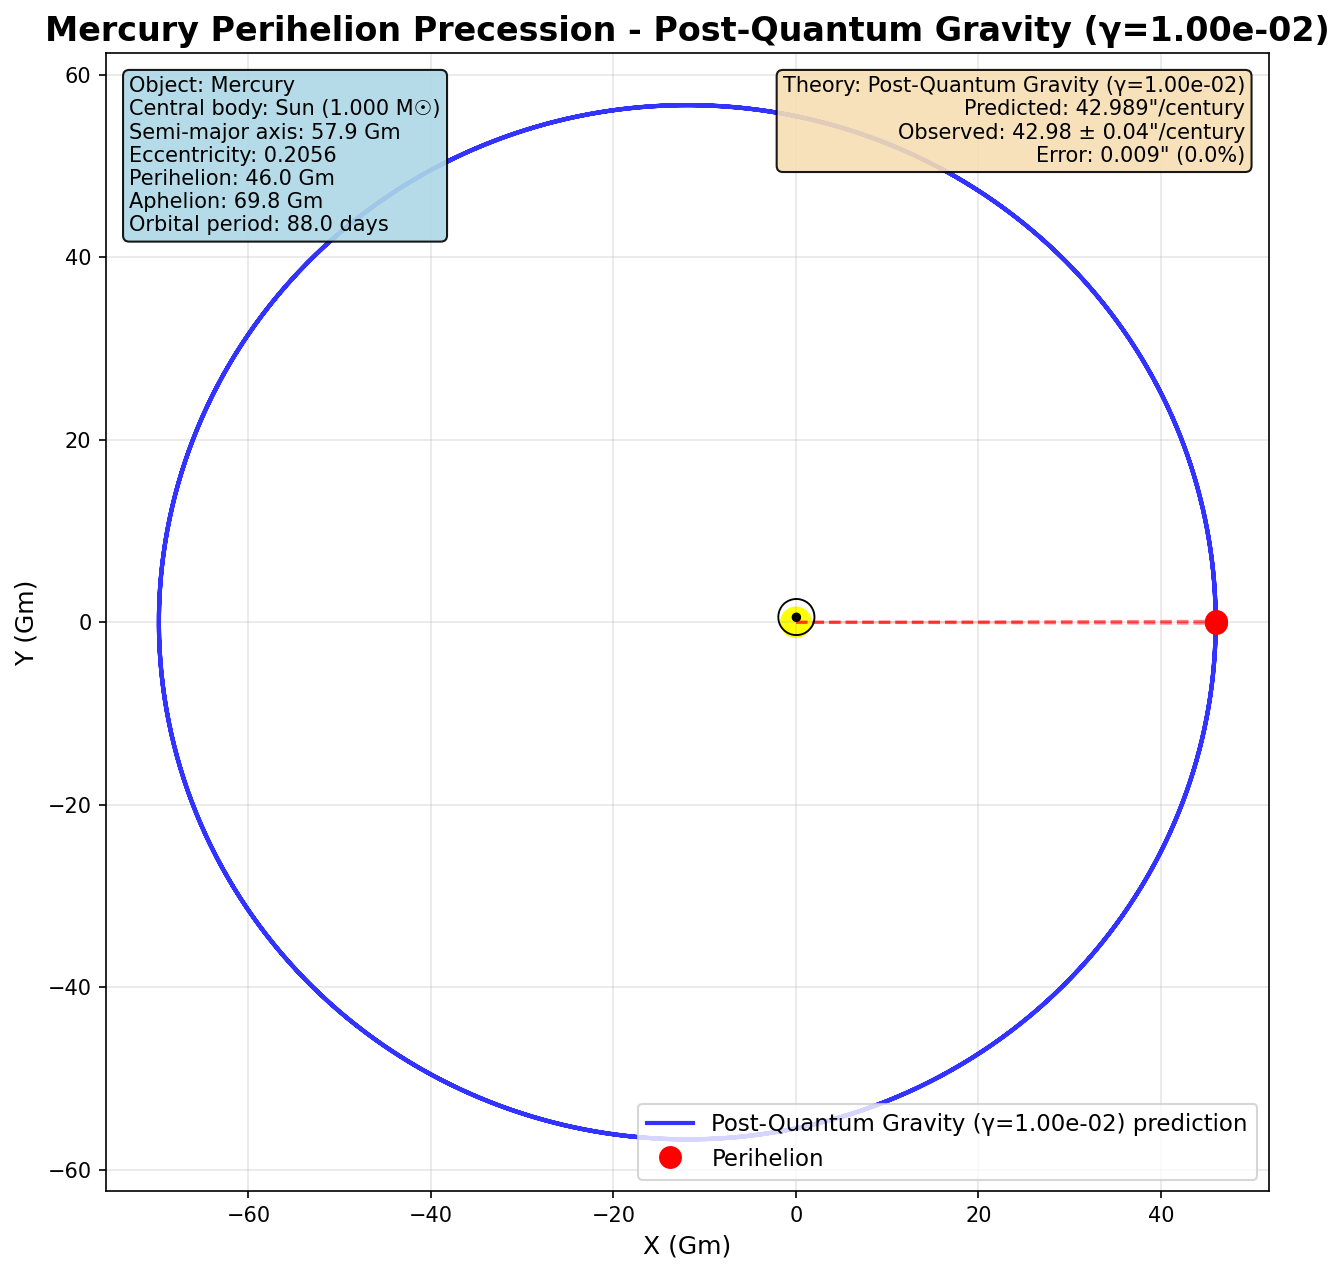 Mercury Perihelion Precession - Post-Quantum Gravity (γ=1.00e-02)
Object: Mercury
Central body: Sun (1.000 M☉)
Semi-major axis: 57.9 Gm
Eccentricity: 0.2056
Perihelion: 46.0 Gm
Aphelion: 69.8 Gm
Orbital period: 88.0 days
Theory: Post-Quantum Gravity (γ=1.00e-02)
Predicted: 42.989"/century
Observed: 42.98 ± 0.04"/century
Error: 0.009" (0.0%)
60
40
20
0
−20
−40
−60
Y (Gm)
☉
Post-Quantum Gravity (γ=1.00e-02) prediction
Perihelion
−60 −40 −20 0 20 40
X (Gm)